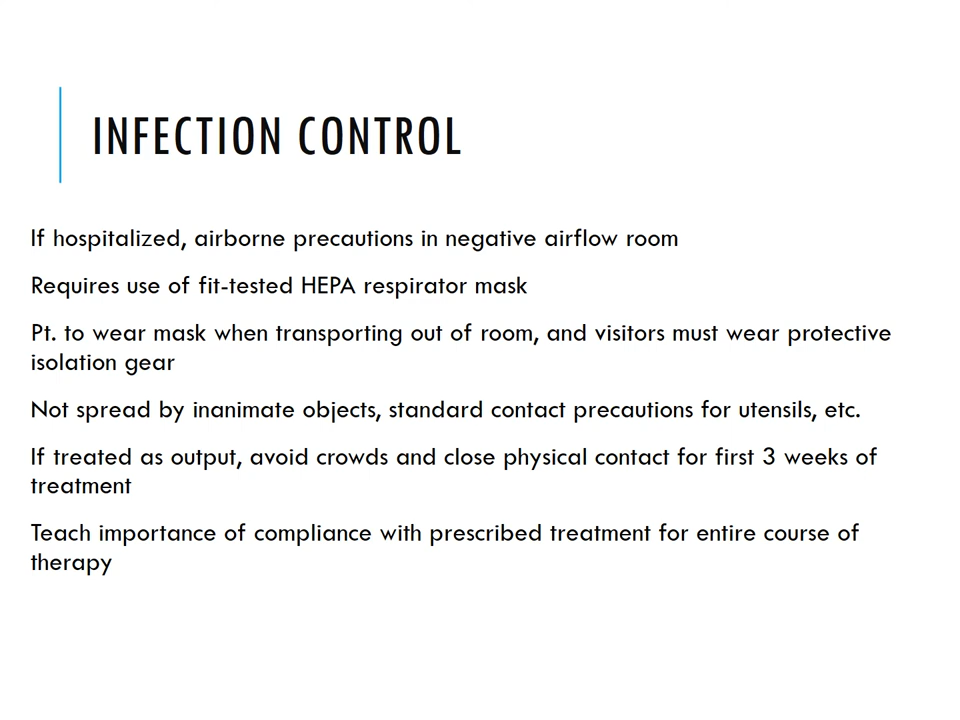 INFECTION CONTROL
If hospitalized, airborne precautions in negative airflow room
Requires use of fit-tested HEPA respirator mask
Pt. to wear mask when transporting out of room, and visitors must wear protective
isolation gear
Not spread by inanimate objects, standard contact precautions for utensils, etc.
If treated as output, avoid crowds and close physical contact for first 3 weeks of
treatment
Teach importance of compliance with prescribed treatment for entire course of
therapy